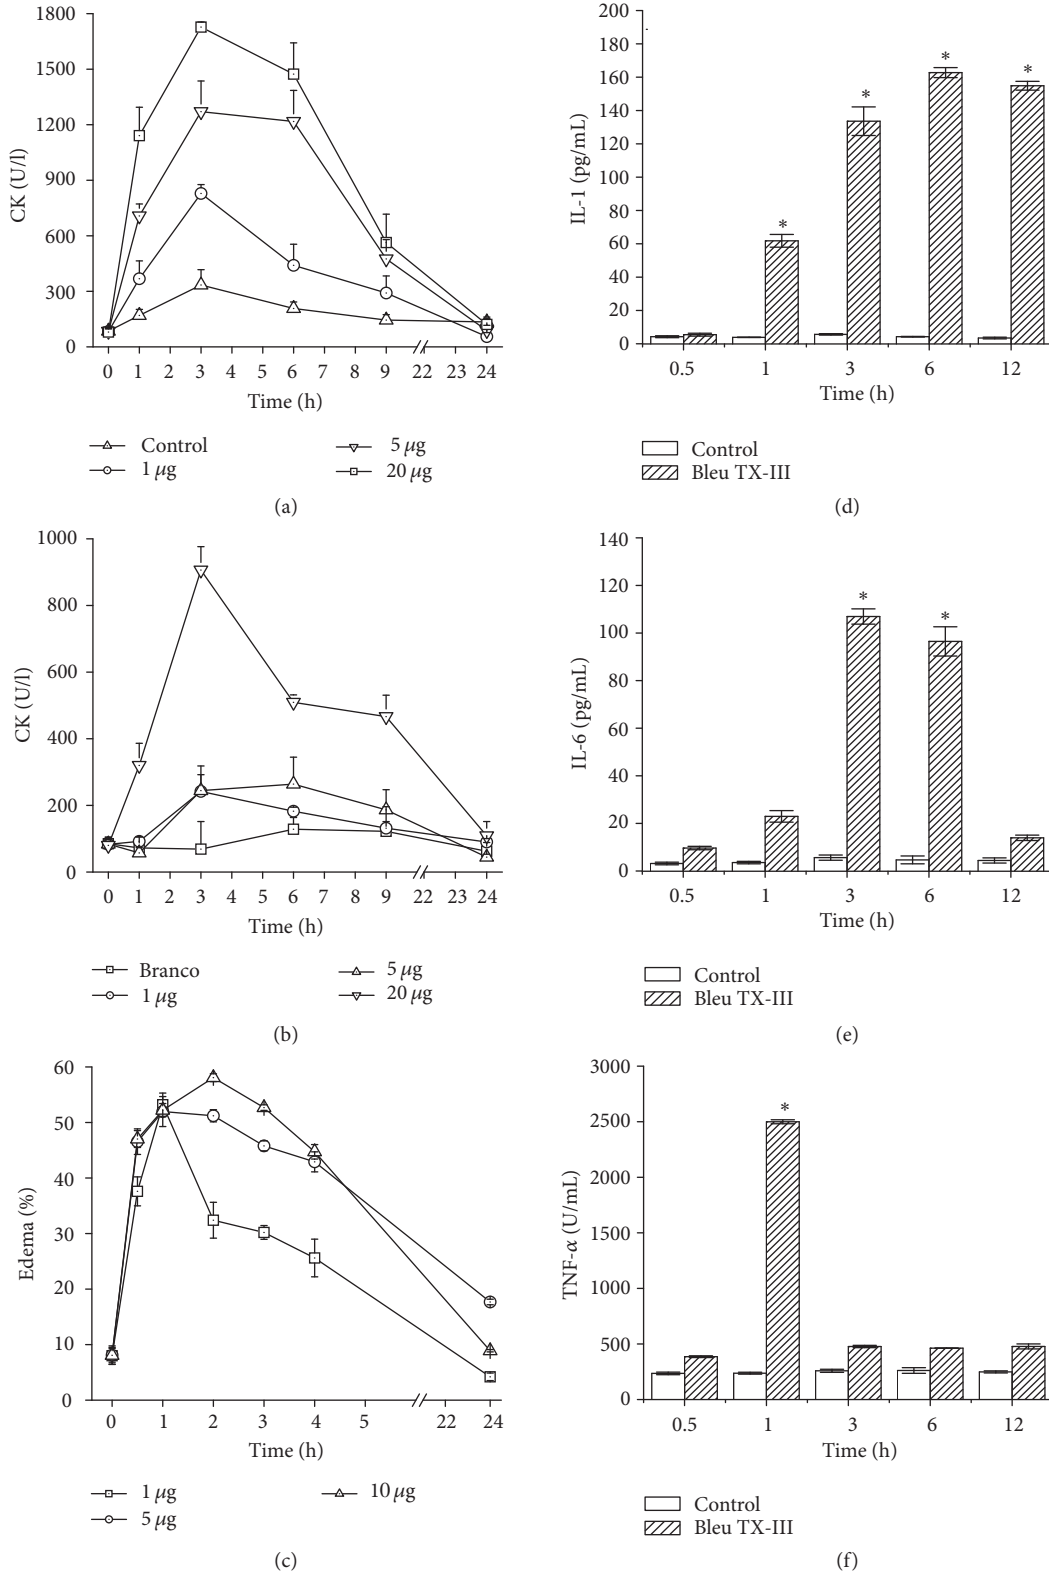 1800
1500
1200
900
600
300
0
CK (U/l)
0 1 2 3 4 5 6 7 8 9 22 23 24
Time (h)
Control
1 μg
5 μg
20 μg
(a)
200
180
160
140
120
100
80
60
40
20
0
IL-1 (pg/mL)
* * * *
0.5 1 3 6 12
Time (h)
Control
Bleu TX-III
(d)
1000
800
600
400
200
0
CK (U/l)
0 1 2 3 4 5 6 7 8 9 22 23 24
Time (h)
Branco
1 μg
5 μg
20 μg
(b)
140
120
100
80
60
40
20
0
IL-6 (pg/mL)
* *
0.5 1 3 6 12
Time (h)
Control
Bleu TX-III
(e)
60
50
40
30
20
10
0
Edema (%)
0 1 2 3 4 5 22 24
Time (h)
1 μg
5 μg
10 μg
(c)
3000
2500
2000
1500
1000
500
0
TNF-α (U/mL)
*
0.5 1 3 6 12
Time (h)
Control
Bleu TX-III
(f)